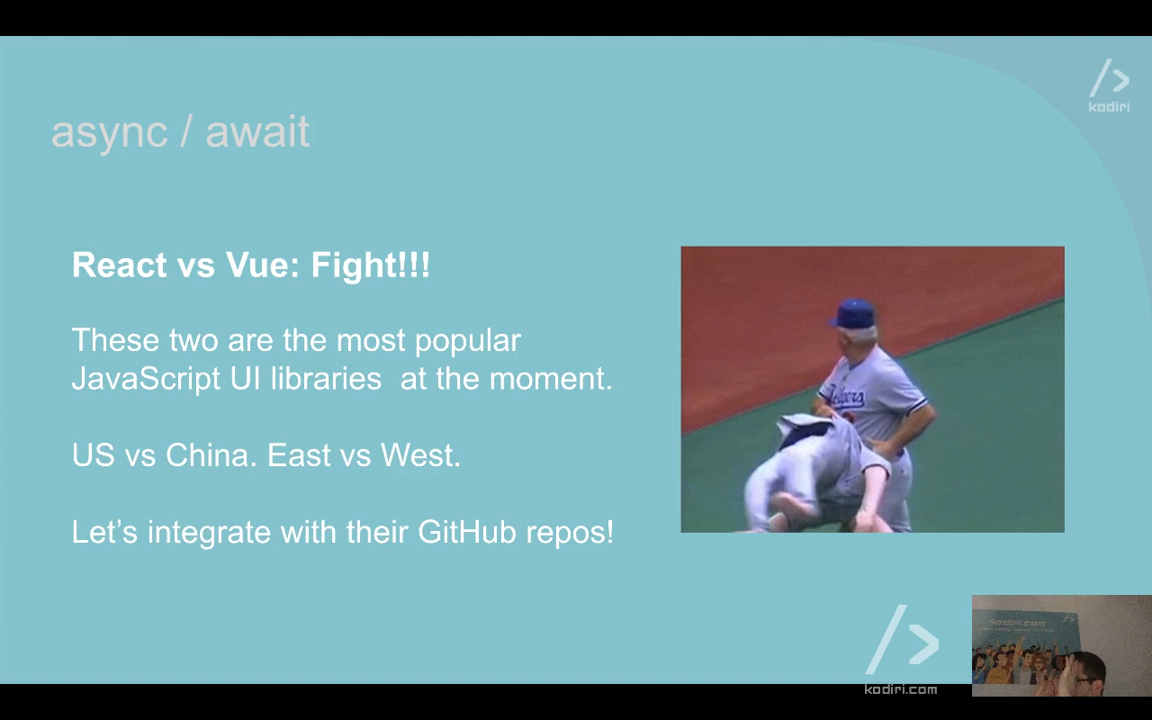 kodiri
async / await
React vs Vue: Fight!!!
These two are the most popular
JavaScript UI libraries  at the moment.
US vs China. East vs West.
Let’s integrate with their GitHub repos!
Dodgers
kodiri.com
kodiri.com